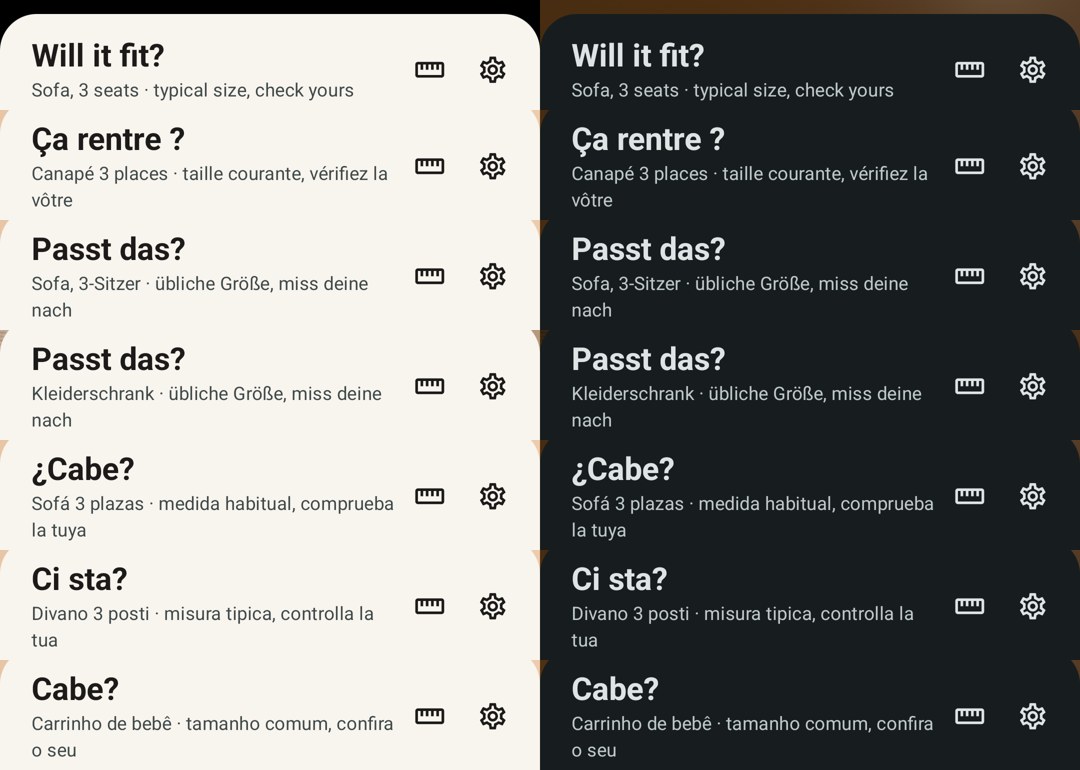 Will it fit?
Sofa, 3 seats · typical size, check yours
Ça rentre ?
Canapé 3 places · taille courante, vérifiez la
vôtre
Passt das?
Sofa, 3-Sitzer · übliche Größe, miss deine
nach
Passt das?
Kleiderschrank · übliche Größe, miss deine
nach
¿Cabe?
Sofá 3 plazas · medida habitual, comprueba
la tuya
Ci sta?
Divano 3 posti · misura tipica, controlla la
tua
Cabe?
Carrinho de bebê · tamanho comum, confira
o seu
Will it fit?
Sofa, 3 seats · typical size, check yours
Ça rentre ?
Canapé 3 places · taille courante, vérifiez la
vôtre
Passt das?
Sofa, 3-Sitzer · übliche Größe, miss deine
nach
Passt das?
Kleiderschrank · übliche Größe, miss deine
nach
¿Cabe?
Sofá 3 plazas · medida habitual, comprueba
la tuya
Ci sta?
Divano 3 posti · misura tipica, controlla la
tua
Cabe?
Carrinho de bebê · tamanho comum, confira
o seu